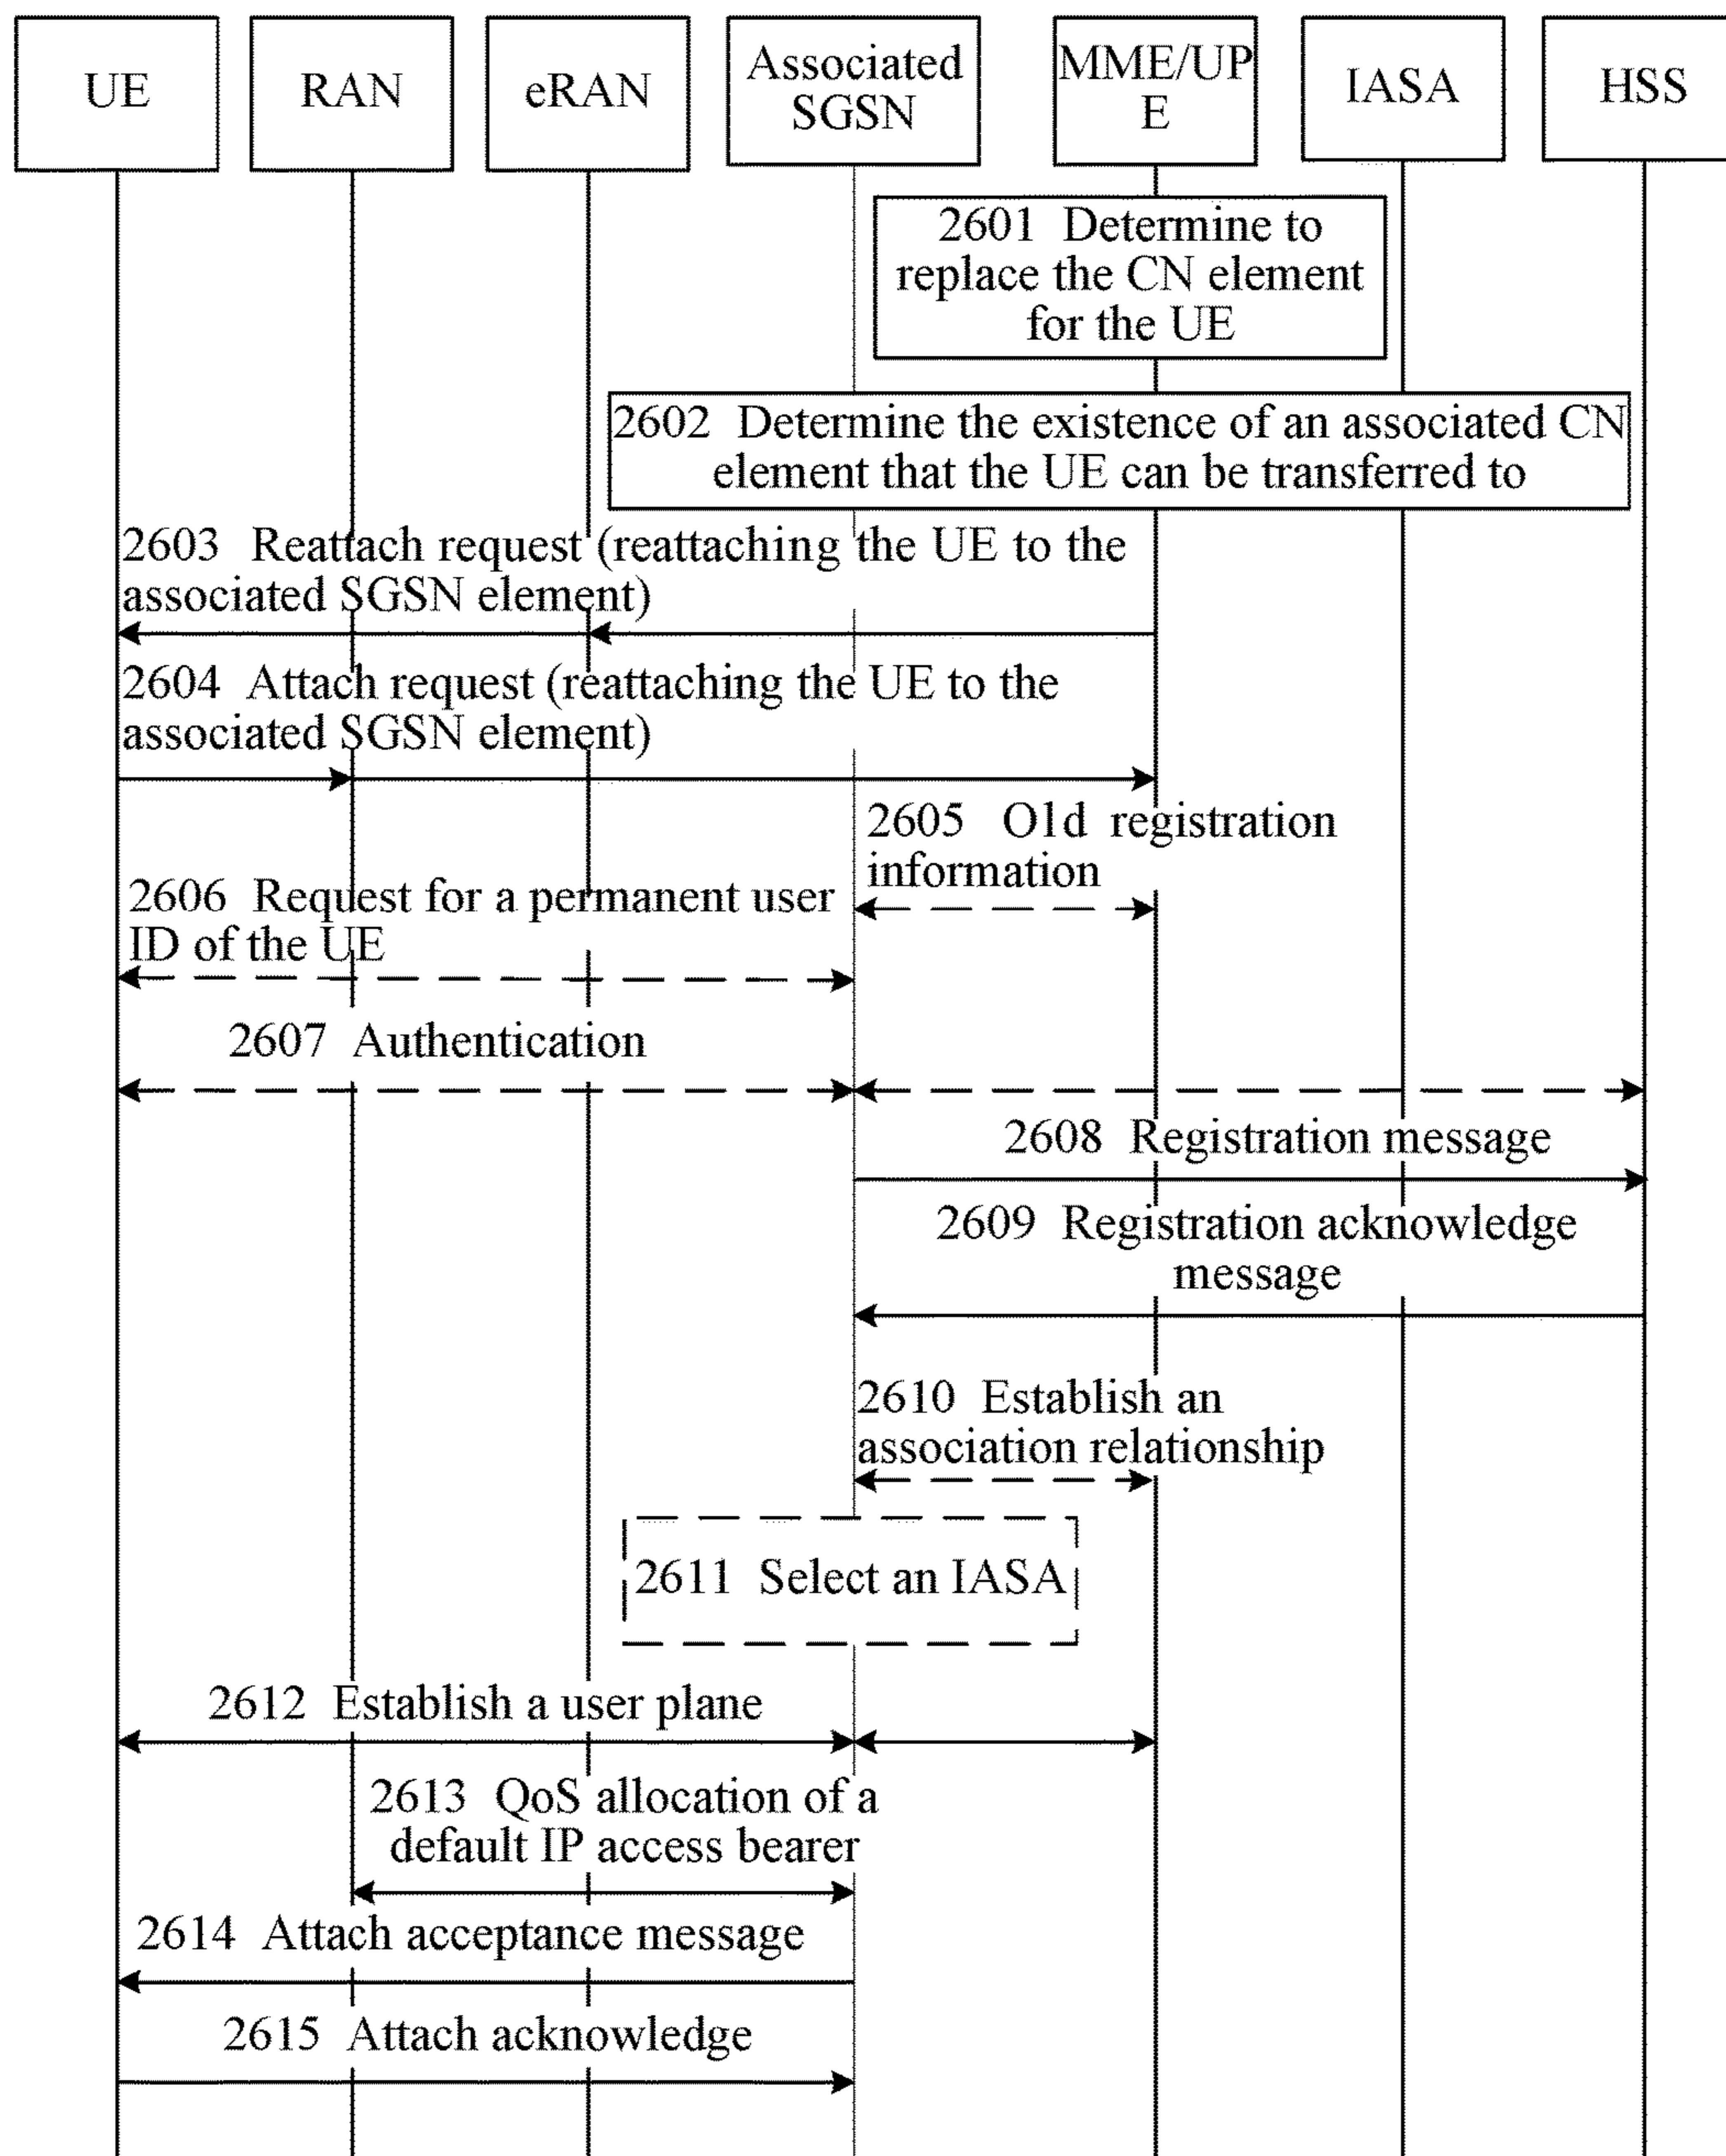 UE
RAN
eRAN
Associated
SGSN
MME/UP
E
IASA
HSS
2601 Determine to
replace the CN element
for the UE
2602 Determine the existence of an associated CN
element that the UE can be transferred to
2603 Reattach request (reattaching the UE to the
associated SGSN element)
2604 Attach request (reattaching the UE to the
associated SGSN element)
2605 Old registration
information
2606 Request for a permanent user
ID of the UE
2607 Authentication
2608 Registration message
2609 Registration acknowledge
message
2610 Establish an
association relationship
2611 Select an IASA
2612 Establish a user plane
2613 QoS allocation of a
default IP access bearer
2614 Attach acceptance message
2615 Attach acknowledge